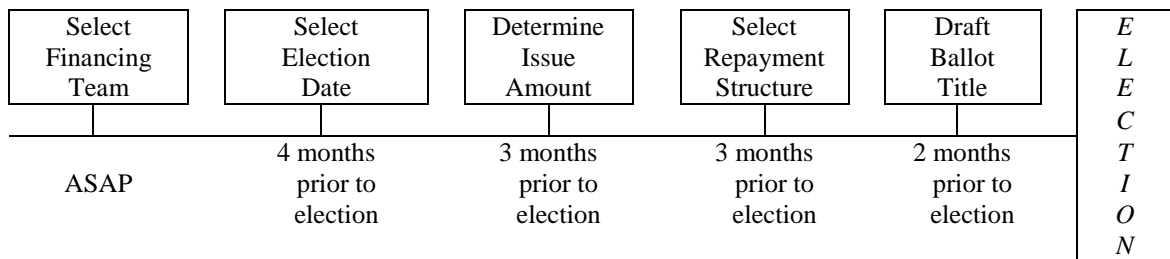 Select
Financing
Team
Select
Election
Date
Determine
Issue
Amount
Select
Repayment
Structure
Draft
Ballot
Title
ASAP
4 months
prior to
election
3 months
prior to
election
3 months
prior to
election
2 months
prior to
election
E
L
E
C
T
I
O
N